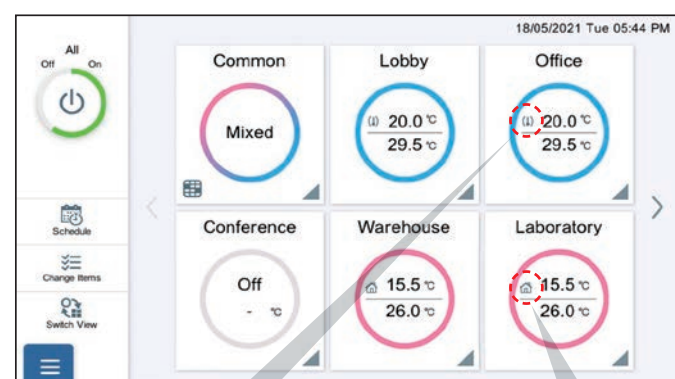 18/05/2021 Tue 05:44 PM
All
Off On
Common
Mixed
Lobby
20.0 ℃
29.5 ℃
Office
20.0 ℃
29.5 ℃
Schedule
Change Items
Switch View
Conference
Off
- ℃
Warehouse
15.5 ℃
26.0 ℃
Laboratory
15.5 ℃
26.0 ℃